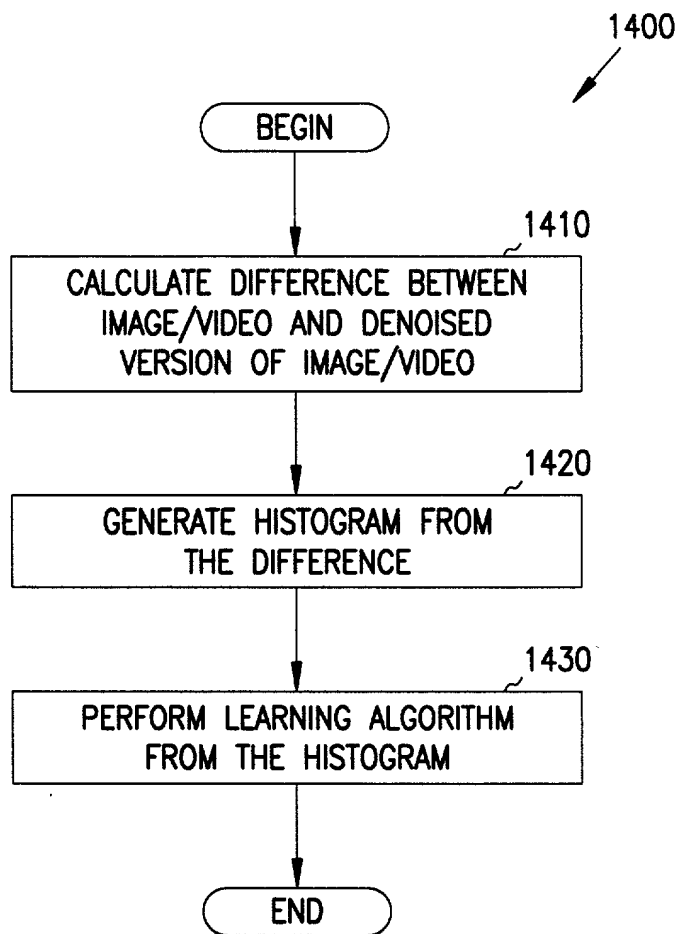 1400
BEGIN
1410
CALCULATE DIFFERENCE BETWEEN
IMAGE/VIDEO AND DENOISED
VERSION OF IMAGE/VIDEO
1420
GENERATE HISTOGRAM FROM
THE DIFFERENCE
1430
PERFORM LEARNING ALGORITHM
FROM THE HISTOGRAM
END